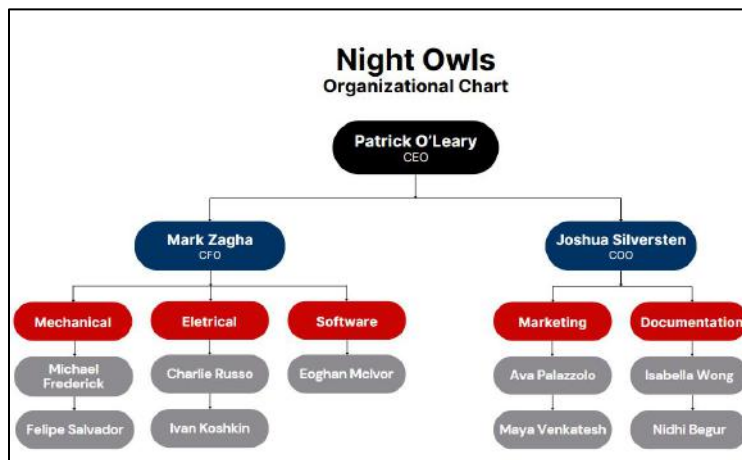 Night Owls
Organizational Chart
Patrick O'Leary
CEO
Mark Zagha
CFO
Joshua Silversten
COO
Mechanical
Eletrical
Software
Marketing
Documentation
Michael
Frederick
Charlie Russo
Eoghan McIvor
Ava Palazzolo
Isabella Wong
Felipe Salvador
Ivan Koshkin
Maya Venkatesh
Nidhi Begur